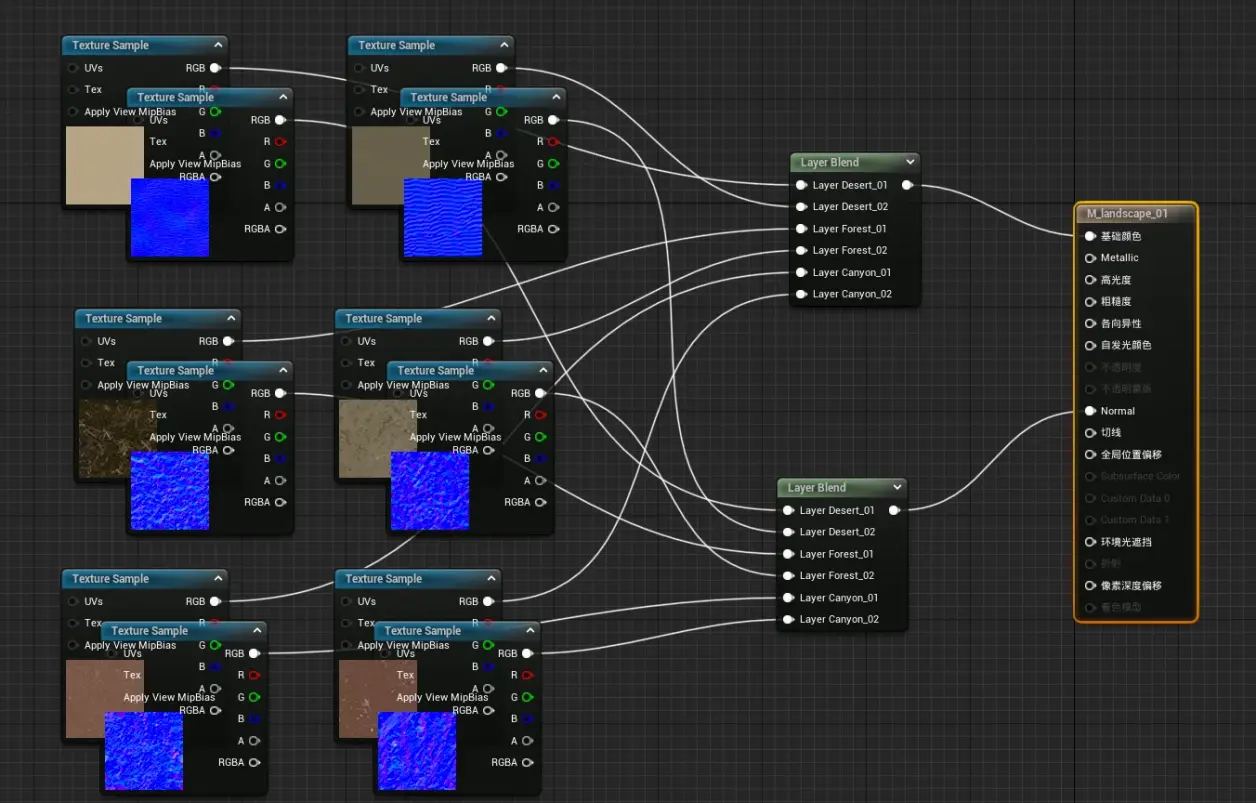 Texture Sample
UVs
RGB
Tex
R
Apply View MipBias
G
B
A
RGBA
Texture Sample
UVs
RGB
Tex
R
Apply View MipBias
G
B
A
RGBA
Texture Sample
UVs
RGB
Tex
R
Apply View MipBias
G
B
A
RGBA
Texture Sample
UVs
RGB
Tex
R
Apply View MipBias
G
B
A
RGBA
Texture Sample
UVs
RGB
Tex
R
Apply View MipBias
G
B
A
RGBA
Texture Sample
UVs
RGB
Tex
R
Apply View MipBias
G
B
A
RGBA
Texture Sample
UVs
RGB
Tex
R
Apply View MipBias
G
B
A
RGBA
Texture Sample
UVs
RGB
Tex
R
Apply View MipBias
G
B
A
RGBA
Texture Sample
UVs
RGB
Tex
R
Apply View MipBias
G
B
A
RGBA
Texture Sample
UVs
RGB
Tex
R
Apply View MipBias
G
B
A
RGBA
Texture Sample
UVs
RGB
Tex
R
Apply View MipBias
G
B
A
RGBA
Texture Sample
UVs
RGB
Tex
R
Apply View MipBias
G
B
A
RGBA
Layer Blend
Layer Desert_01
Layer Desert_02
Layer Forest_01
Layer Forest_02
Layer Canyon_01
Layer Canyon_02
Layer Blend
Layer Desert_01
Layer Desert_02
Layer Forest_01
Layer Forest_02
Layer Canyon_01
Layer Canyon_02
M_landscape_01
基础颜色
Metallic
高光度
粗糙度
各向异性
自发光颜色
不透明度
不透明蒙版
Normal
切线
全局位置偏移
Subsurface Color
Custom Data 0
Custom Data 1
环境光遮挡
折射
像素深度偏移
着色模型